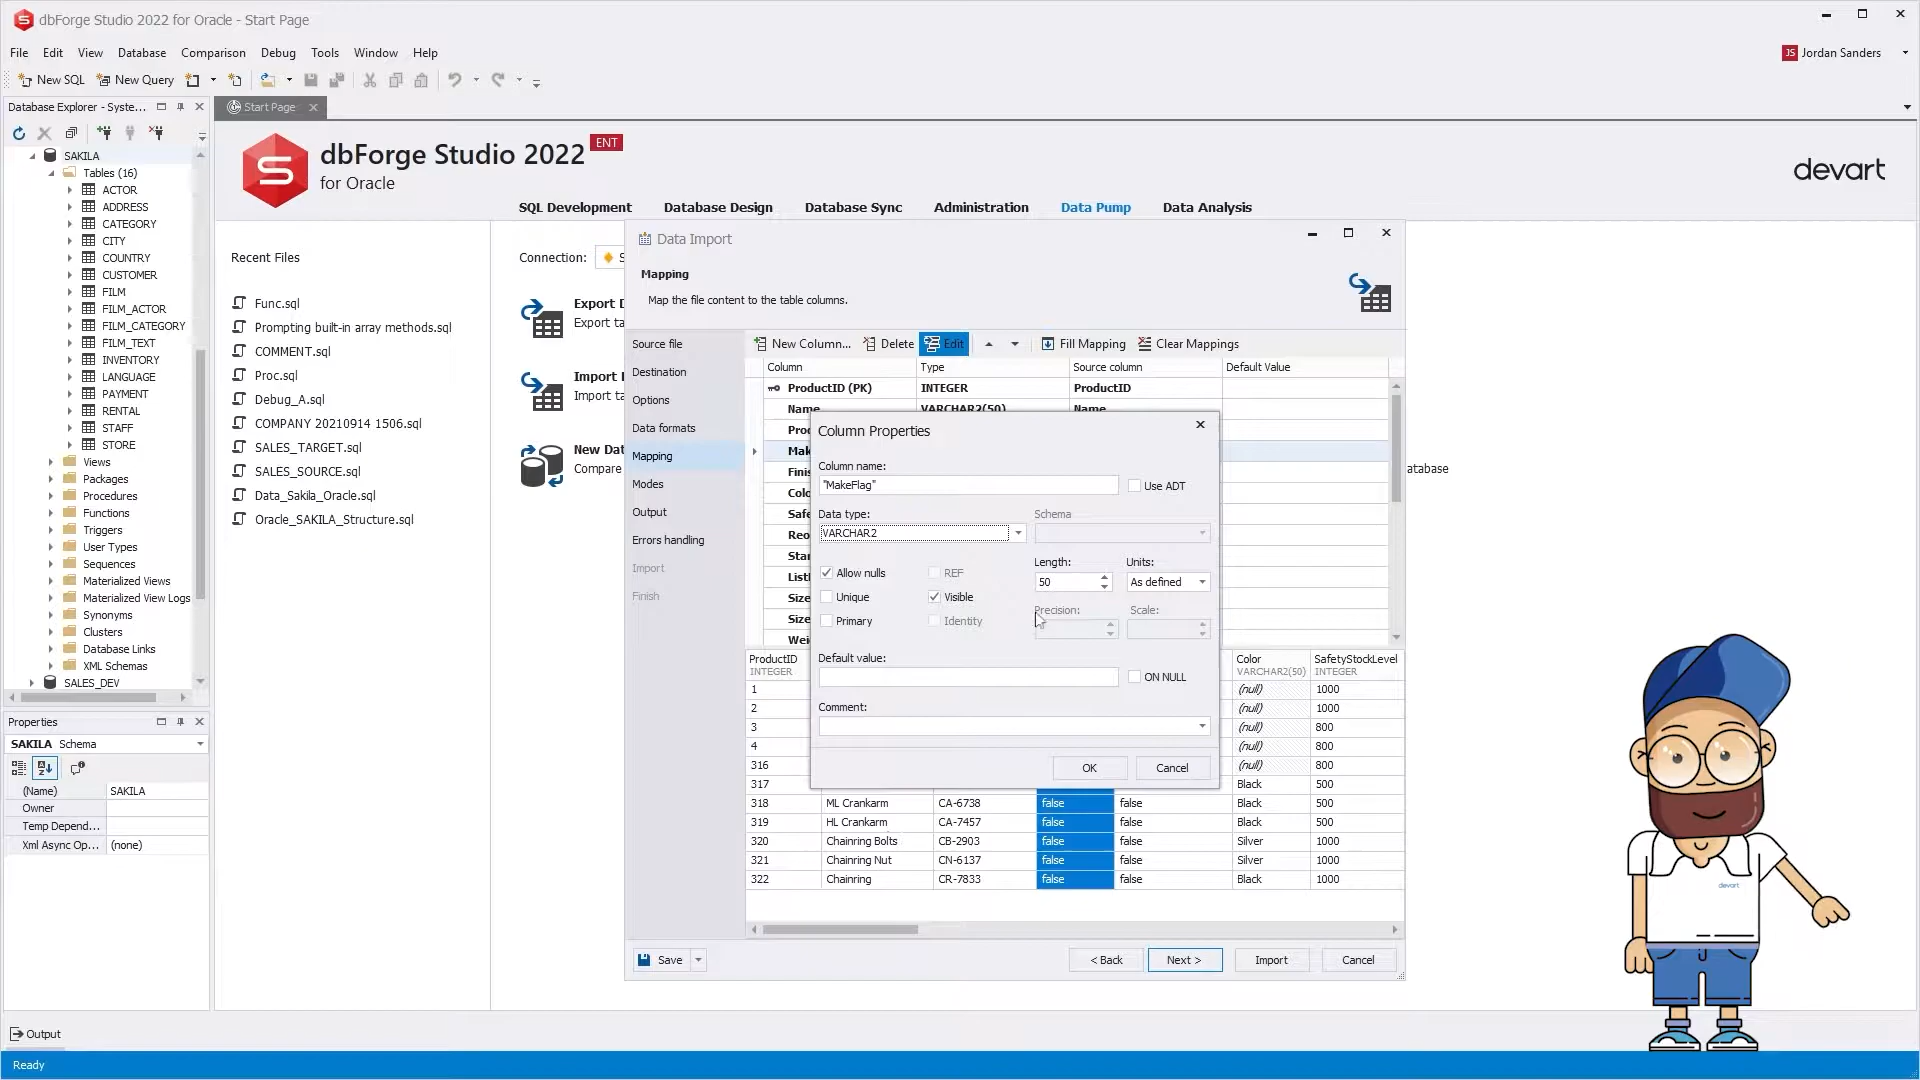 dbForge Studio 2022 for Oracle - Start Page
File Edit View Database Comparison Debug Tools Window Help
JS Jordan Sanders
New SQL New Query
Database Explorer - Syste...
Start Page
SAKILA
Tables (16)
ACTOR
ADDRESS
CATEGORY
CITY
COUNTRY
CUSTOMER
FILM
FILM_ACTOR
FILM_CATEGORY
FILM_TEXT
INVENTORY
LANGUAGE
PAYMENT
RENTAL
STAFF
STORE
Views
Packages
Procedures
Functions
Triggers
User Types
Sequences
Materialized Views
Materialized View Logs
Synonyms
Clusters
Database Links
XML Schemas
SALES_DEV
Properties
SAKILA Schema
(Name) SAKILA
Owner
Temp Depend...
Xml Async Op... (none)
S
dbForge Studio 2022 ENT
for Oracle
devart
SQL Development Database Design Database Sync Administration Data Pump Data Analysis
Recent Files
Func.sql
Prompting built-in array methods.sql
COMMENT.sql
Proc.sql
Debug_A.sql
COMPANY 20210914 1506.sql
SALES_TARGET.sql
SALES_SOURCE.sql
Data_Sakila_Oracle.sql
Oracle_SAKILA_Structure.sql
Connection: S
Export D
Export ta
Import
Import ta
New Dat
Compare
atabase
Data Import
Mapping
Map the file content to the table columns.
Source file
Destination
Options
Data formats
Mapping
Modes
Output
Errors handling
Import
Finish
New Column... Delete Edit Fill Mapping Clear Mappings
Column Type Source column Default Value
ProductID (PK) INTEGER ProductID
Name VARCHAR2(50) Name
Pro
Mak
Finis
Colo
Safe
Reo
Stan
List
Size
Size
Wei
Column Properties
Column name:
"MakeFlag" Use ADT
Data type: Schema
VARCHAR2
Length: Units:
Allow nulls REF 50 As defined
Unique Visible
Precision: Scale:
Primary Identity
Default value:
ON NULL
Comment:
OK Cancel
ProductID Color SafetyStockLevel
INTEGER VARCHAR2(50) INTEGER
1 (null) 1000
2 (null) 1000
3 (null) 800
4 (null) 800
316 (null) 800
317 Black 500
318 ML Crankarm CA-6738 false false Black 500
319 HL Crankarm CA-7457 false false Black 500
320 Chainring Bolts CB-2903 false false Silver 1000
321 Chainring Nut CN-6137 false false Silver 1000
322 Chainring CR-7833 false false Black 1000
Save < Back Next > Import Cancel
devart
Output
Ready